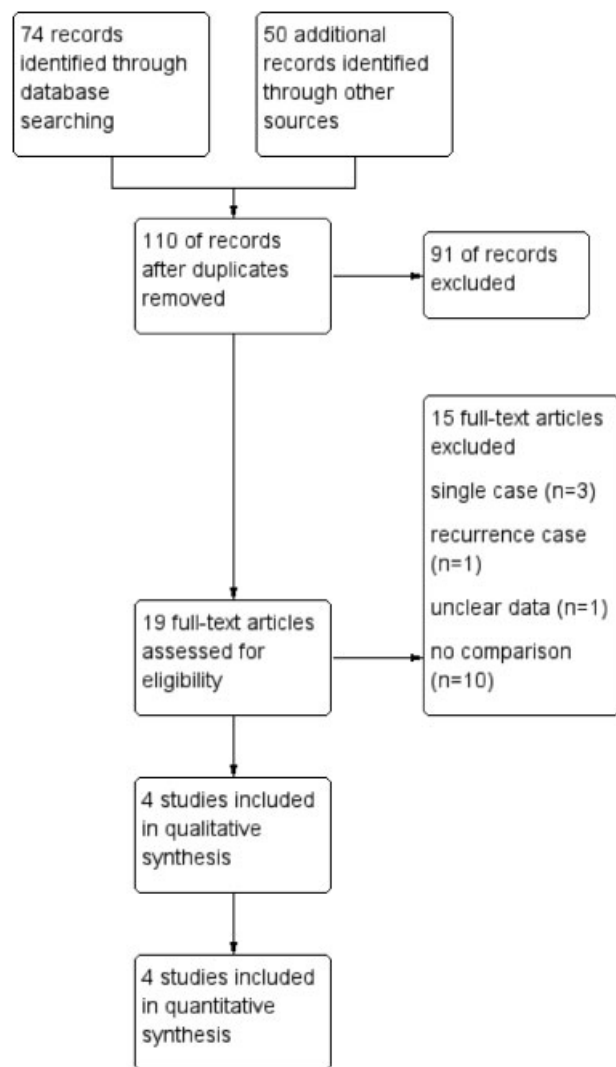 74 records
identified through
database
searching
50 additional
records identified
through other
sources
110 of records
after duplicates
removed
91 of records
excluded
15 full-text articles
excluded
single case (n=3)
recurrence case
(n=1)
unclear data (n=1)
no comparison
(n=10)
19 full-text articles
assessed for
eligibility
4 studies included
in qualitative
synthesis
4 studies included
in quantitative
synthesis